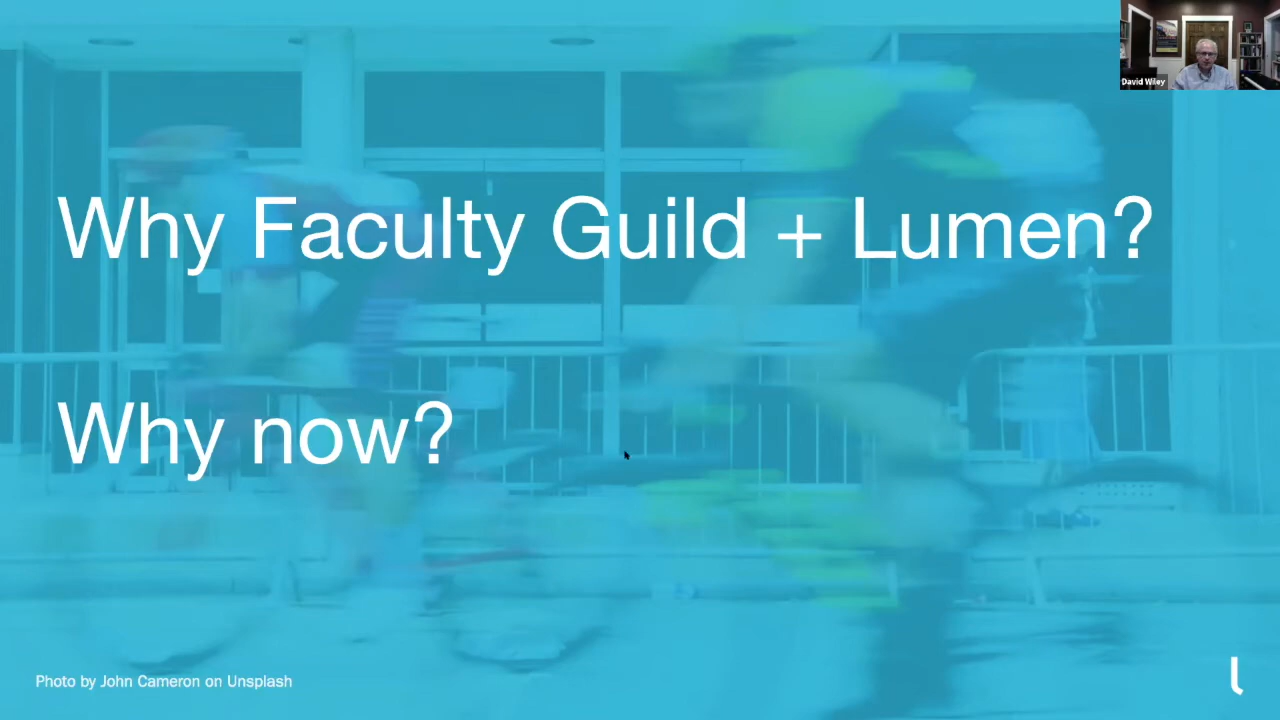 David Wiley
Why Faculty Guild + Lumen?
Why now?
Photo by John Cameron on Unsplash